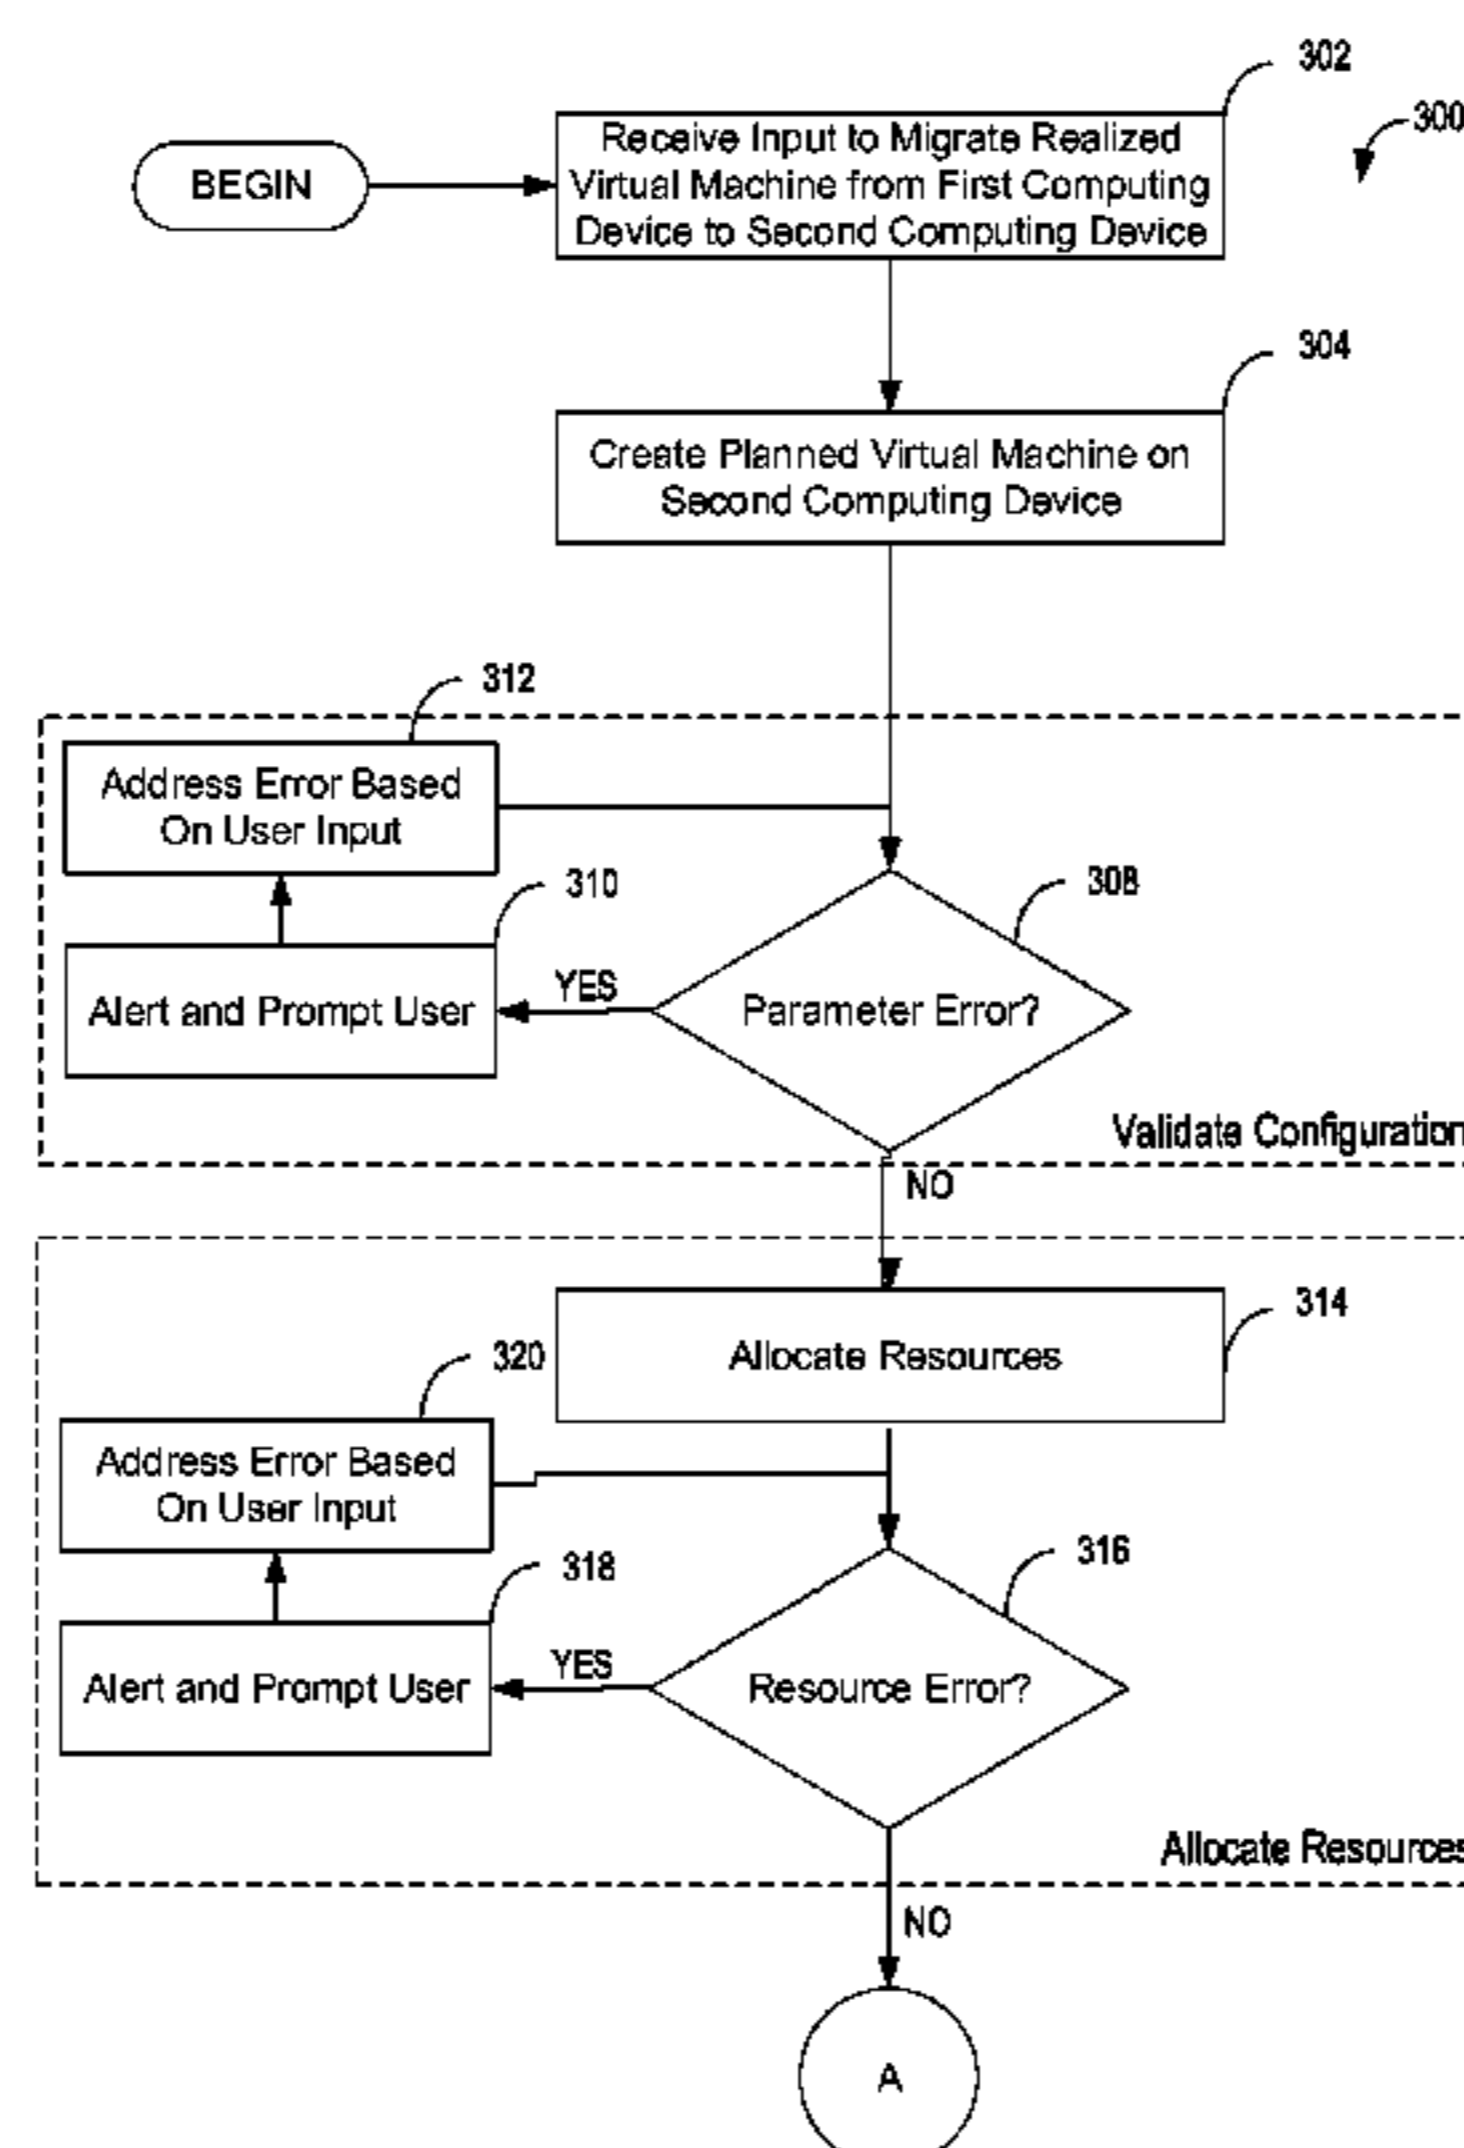 302
300
BEGIN
Receive Input to Migrate Realized
Virtual Machine from First Computing
Device to Second Computing Device
304
Create Planned Virtual Machine on
Second Computing Device
312
Address Error Based
On User Input
310
308
Alert and Prompt User
YES
Parameter Error?
Validate Configuration
NO
314
Allocate Resources
320
Address Error Based
On User Input
318
316
Alert and Prompt User
YES
Resource Error?
Allocate Resources
NO
A